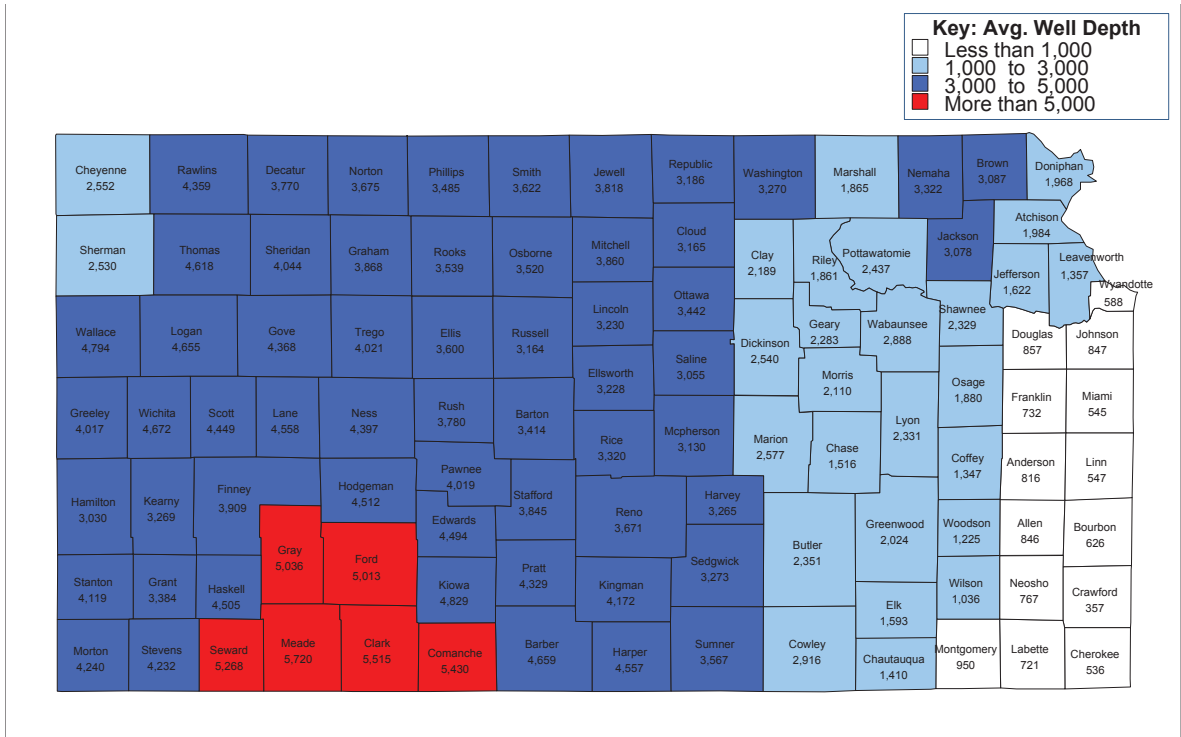 Key: Avg. Well Depth
Less than 1,000
1,000 to 3,000
3,000 to 5,000
More than 5,000
Cheyenne
2,552
Rawlins
4,359
Decatur
3,770
Norton
3,675
Phillips
3,485
Smith
3,622
Jewell
3,818
Republic
3,186
Washington
3,270
Marshall
1,865
Nemaha
3,322
Brown
3,087
Doniphan
1,968
Sherman
2,530
Thomas
4,618
Sheridan
4,044
Graham
3,868
Rooks
3,539
Osborne
3,520
Mitchell
3,860
Cloud
3,165
Clay
2,189
Riley
1,861
Pottawatomie
2,437
Jackson
3,078
Atchison
1,984
Jefferson
1,622
Leavenworth
1,357
Wyandotte
588
Wallace
4,794
Logan
4,655
Gove
4,368
Trego
4,021
Ellis
3,600
Russell
3,164
Lincoln
3,230
Ottawa
3,442
Dickinson
2,540
Geary
2,283
Wabaunsee
2,888
Shawnee
2,329
Douglas
857
Johnson
847
Ellsworth
3,228
Saline
3,055
Morris
2,110
Osage
1,880
Franklin
732
Miami
545
Greeley
4,017
Wichita
4,672
Scott
4,449
Lane
4,558
Ness
4,397
Rush
3,780
Barton
3,414
Rice
3,320
Mcpherson
3,130
Marion
2,577
Chase
1,516
Lyon
2,331
Coffey
1,347
Anderson
816
Linn
547
Hamilton
3,030
Kearny
3,269
Finney
3,909
Hodgeman
4,512
Pawnee
4,019
Edwards
4,494
Stafford
3,845
Reno
3,671
Harvey
3,265
Butler
2,351
Greenwood
2,024
Woodson
1,225
Allen
846
Bourbon
626
Gray
5,036
Ford
5,013
Stanton
4,119
Grant
3,384
Haskell
4,505
Kiowa
4,829
Pratt
4,329
Kingman
4,172
Sedgwick
3,273
Elk
1,593
Wilson
1,036
Neosho
767
Crawford
357
Morton
4,240
Stevens
4,232
Seward
5,268
Meade
5,720
Clark
5,515
Comanche
5,430
Barber
4,659
Harper
4,557
Sumner
3,567
Cowley
2,916
Chautauqua
1,410
Montgomery
950
Labette
721
Cherokee
536